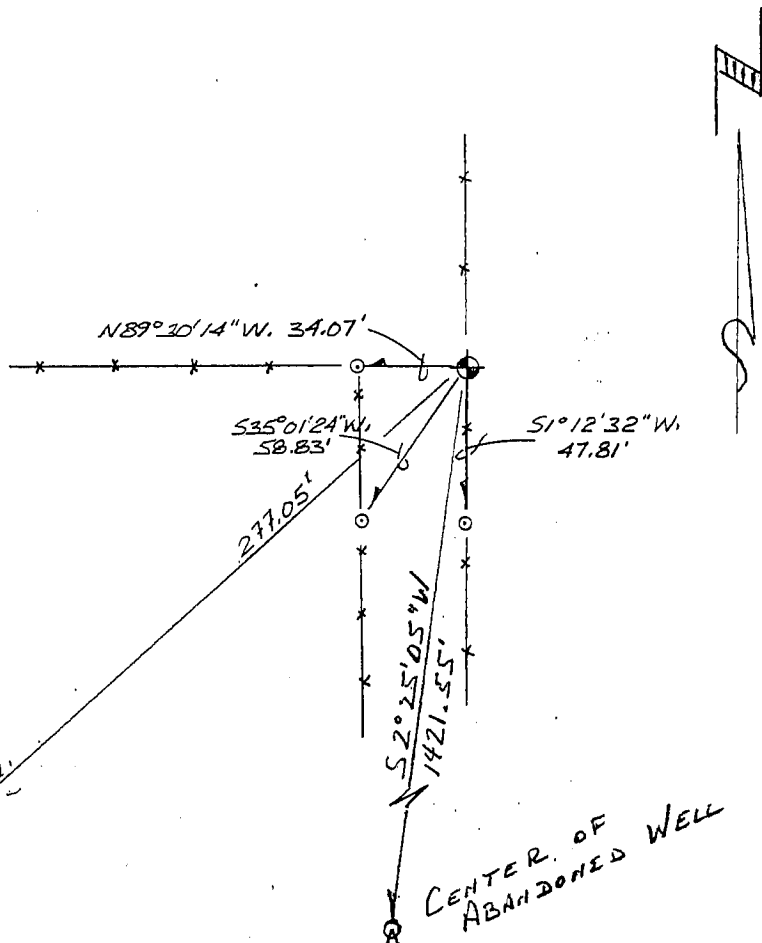 N89°30'14"W. 34.07'
S35°01'24"W.
58.83'
S1°12'32"W.
47.81'
277.05'
S2°25'05"W
1421.55'
CENTER OF
ABANDONED WELL